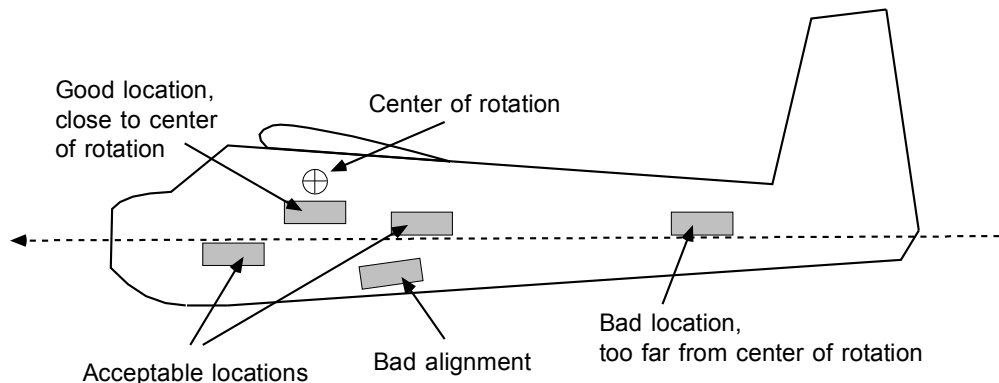 Good location,
close to center
of rotation
Center of rotation
Acceptable locations
Bad alignment
Bad location,
too far from center of rotation